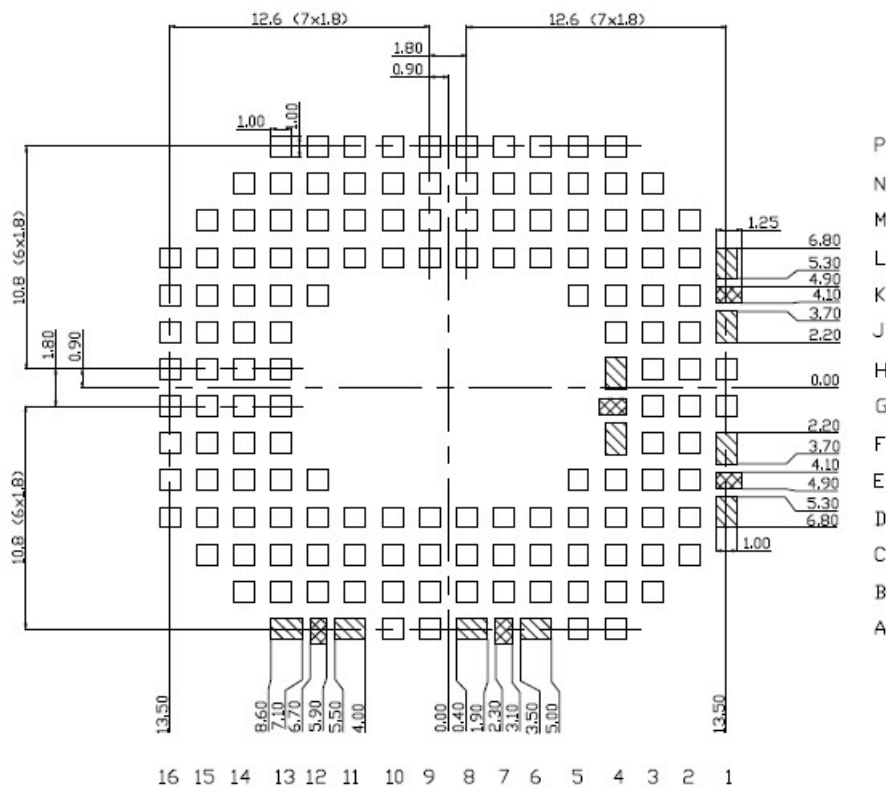 12.6 (7x1.8)
12.6 (7x1.8)
1.80
0.90
1.00
1.00
P
N
M
1.25
6.80
L
5.30
4.90
K
4.10
3.70
J
2.20
10.8 (6x1.8)
1.80
0.90
H
0.00
G
2.20
F
3.70
4.10
E
4.90
5.30
D
6.80
10.8 (6x1.8)
1.00
C
B
A
13.50
8.60
7.10
6.70
5.90
5.50
4.00
0.00
0.40
1.90
2.30
3.10
3.50
5.00
13.50
16 15 14 13 12 11 10 9 8 7 6 5 4 3 2 1